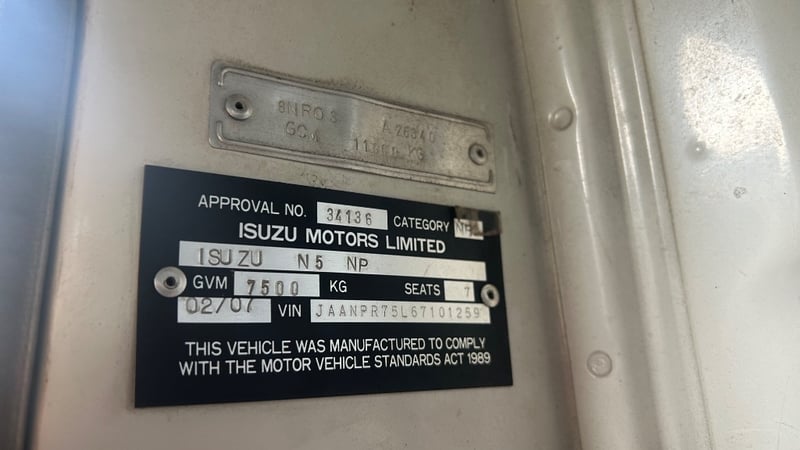 GCM
APPROVAL NO. 34136 CATEGORY
ISUZU MOTORS LIMITED
ISUZU N5 NP
GVM 7500 KG SEATS 7
02/07 VIN JAANPR75L67101259
THIS VEHICLE WAS MANUFACTURED TO COMPLY
WITH THE MOTOR VEHICLE STANDARDS ACT 1989